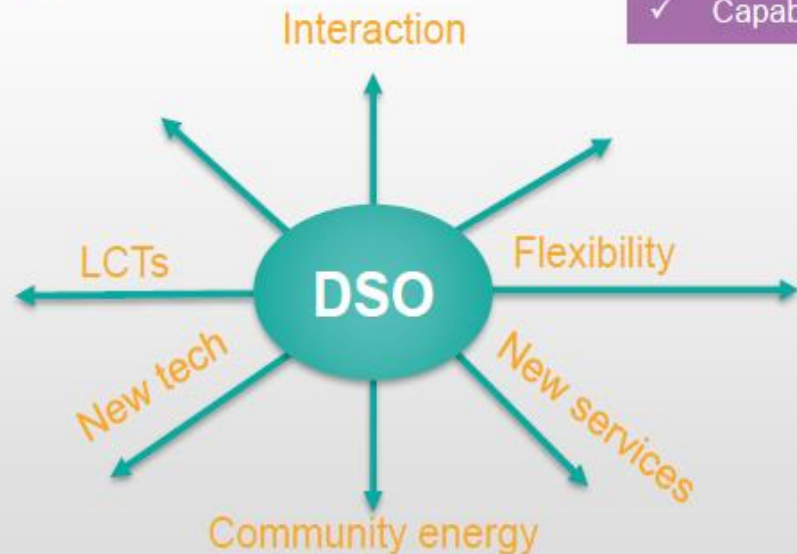 Interaction
✓
LCTs
Flexibility
DSO
New tech
New services
Community energy